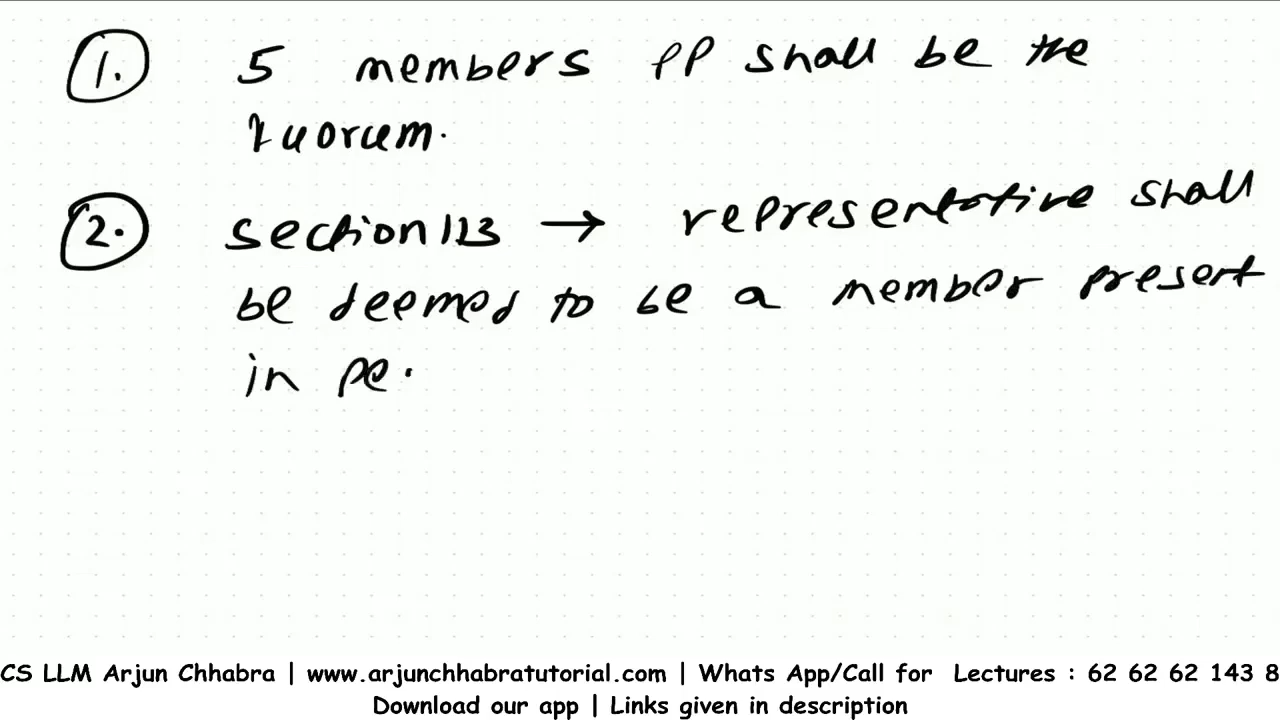 1. 5 members PP shall be the
quorum.
2. section 113 → representative shall
be deemed to be a member present
in pe.
CS LLM Arjun Chhabra | www.arjunchhabratutorial.com | Whats App/Call for Lectures : 62 62 62 143 8
Download our app | Links given in description